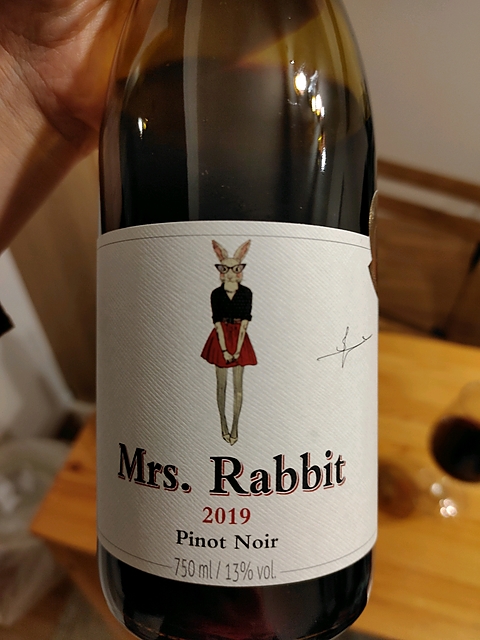 Mrs. Rabbit
2019
Pinot Noir
750 ml / 13% vol.